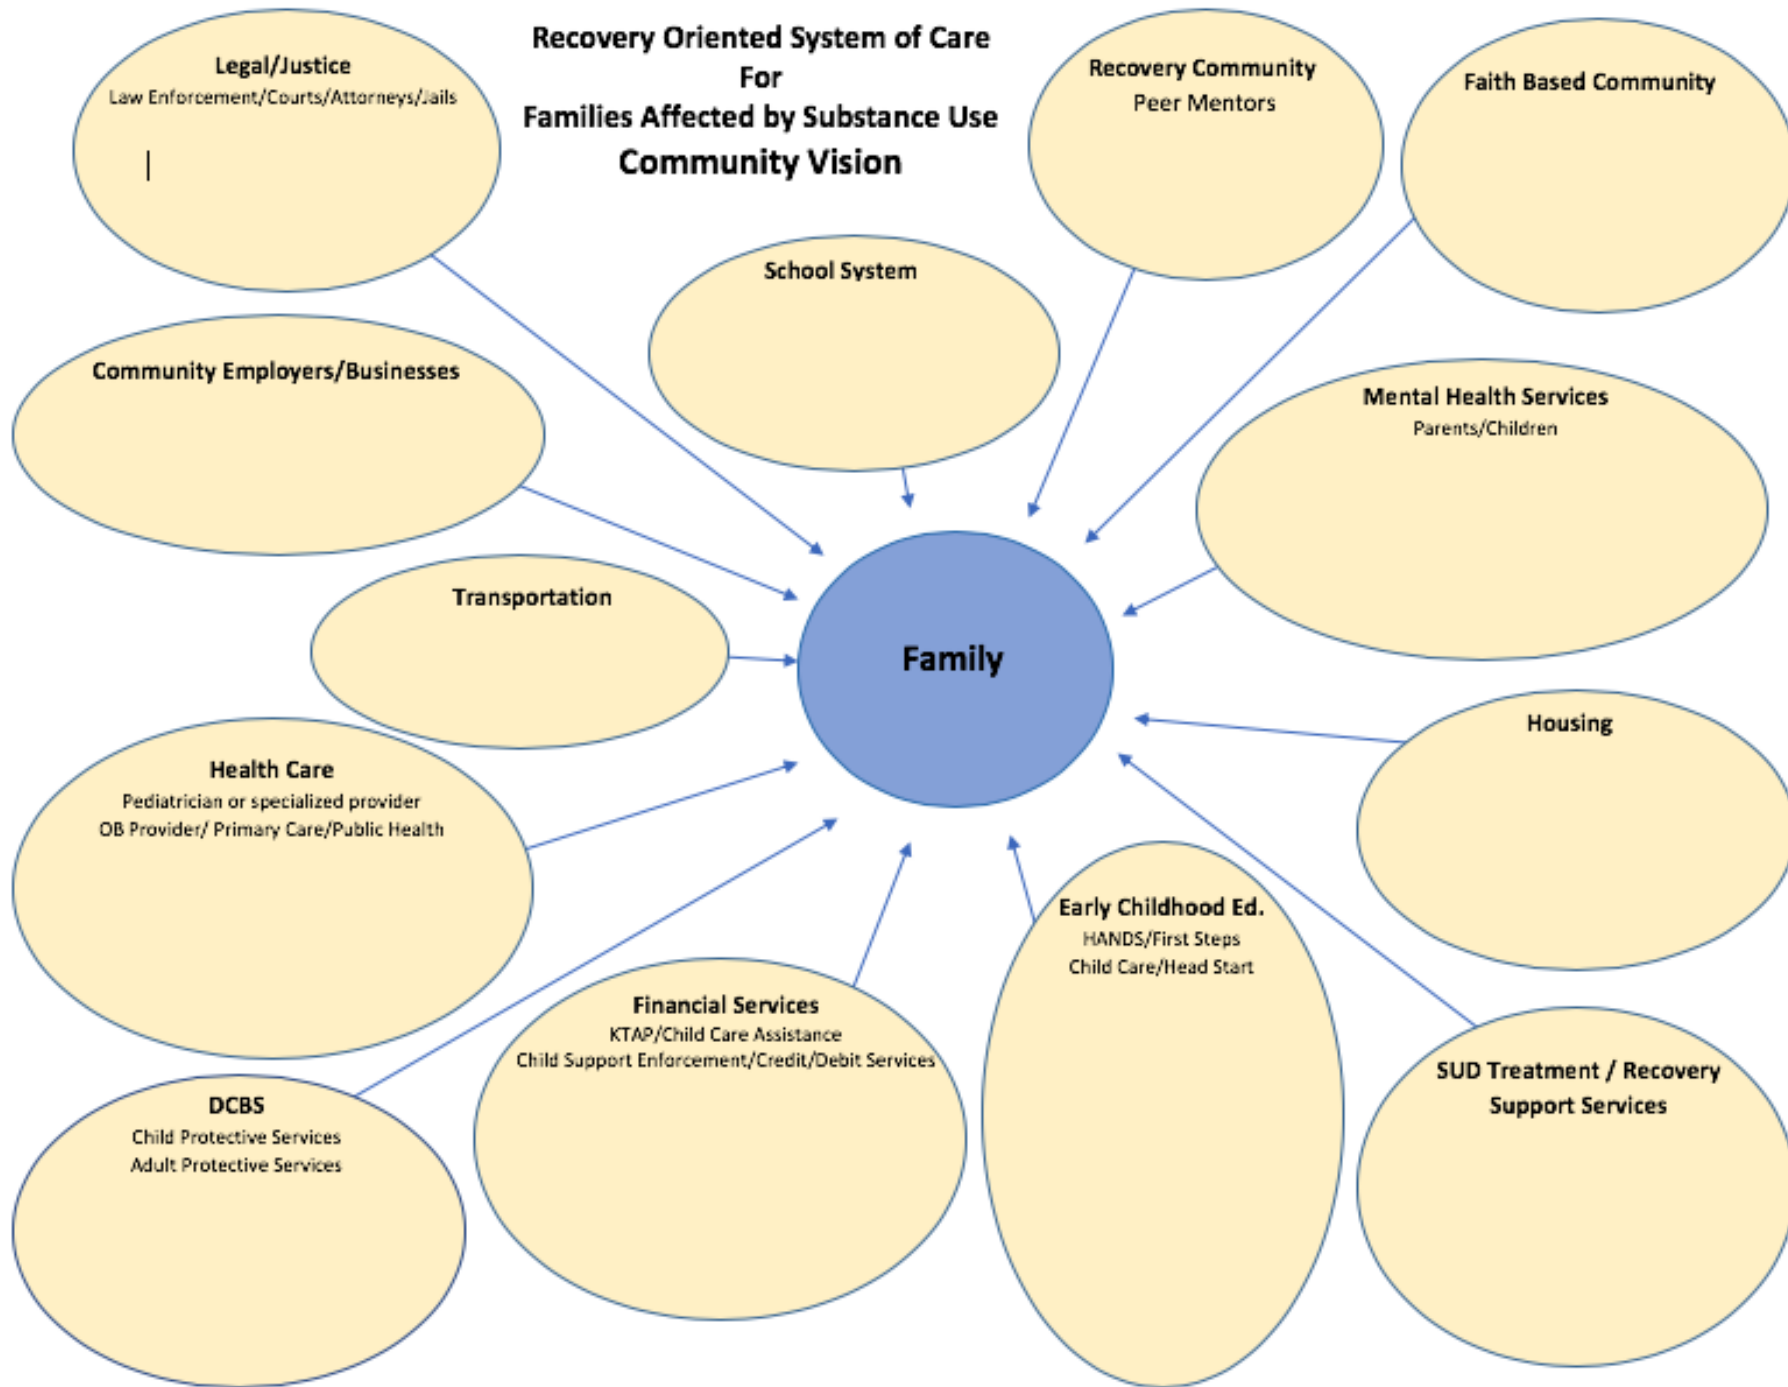 Recovery Oriented System of Care
For
Families Affected by Substance Use
Community Vision
Legal/Justice
Law Enforcement/Courts/Attorneys/Jails
Recovery Community
Peer Mentors
Faith Based Community
School System
Community Employers/Businesses
Mental Health Services
Parents/Children
Transportation
Family
Housing
Health Care
Pediatrician or specialized provider
OB Provider/ Primary Care/Public Health
Early Childhood Ed.
HANDS/First Steps
Child Care/Head Start
Financial Services
KTAP/Child Care Assistance
Child Support Enforcement/Credit/Debit Services
SUD Treatment / Recovery
Support Services
DCBS
Child Protective Services
Adult Protective Services